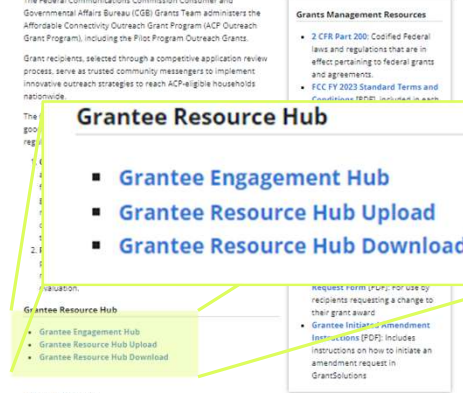 The Federal Communications Commission Consumer and
Governmental Affairs Bureau (CGB) Grants Team administers the
Affordable Connectivity Outreach Grant Program (ACP Outreach
Grant Program), including the Pilot Program Outreach Grants.
Grant recipients, selected through a competitive application review
process, serve as trusted community messengers to implement
innovative outreach strategies to reach ACP-eligible households
nationwide.
The
1.
2.
evaluation.
Grantee Resource Hub
Grantee Engagement Hub
Grantee Resource Hub Upload
Grantee Resource Hub Download
Grantee Resource Hub
Grantee Engagement Hub
Grantee Resource Hub Upload
Grantee Resource Hub Download
Grants Management Resources
2 CFR Part 200: Codified Federal
laws and regulations that are in
effect pertaining to federal grants
and agreements.
FCC FY 2023 Standard Terms and
Conditions [PDF], included in each
Request Form [PDF]: For use by
recipients requesting a change to
their grant award
Grantee Initiated Amendment
Instructions [PDF]: Includes
instructions on how to initiate an
amendment request in
GrantSolutions